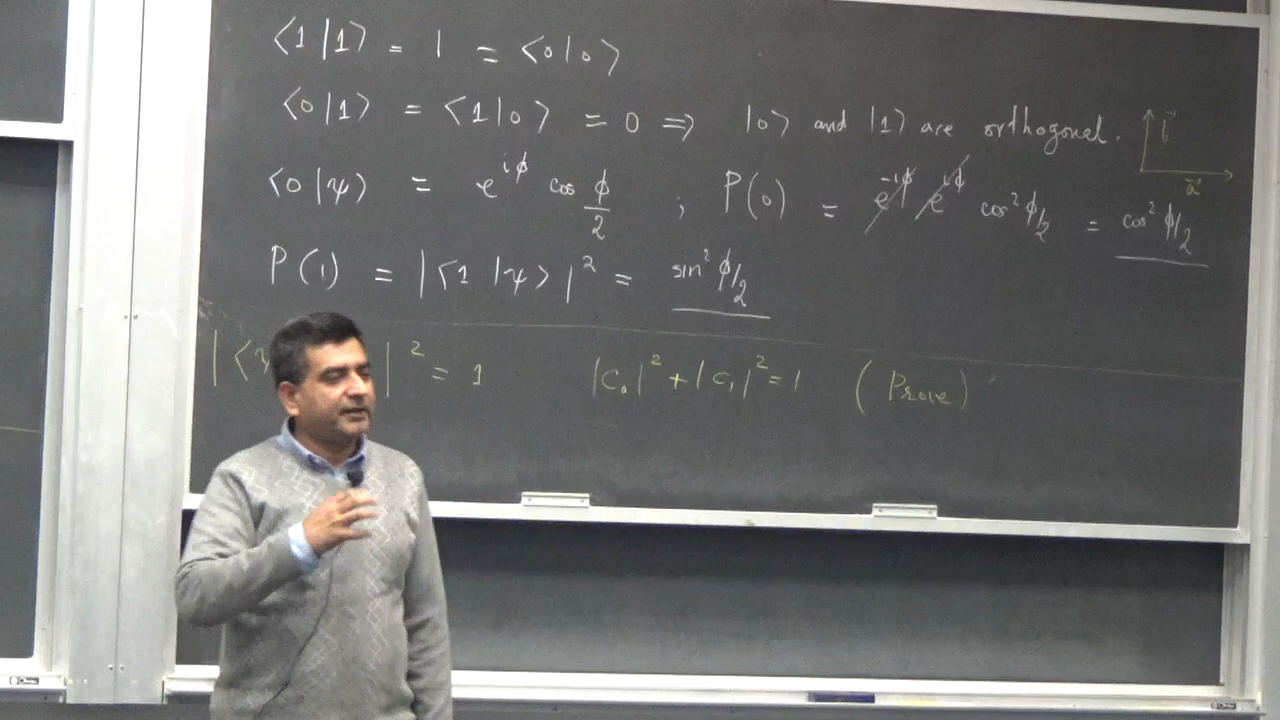 ⟨1|1⟩ = 1 = ⟨0|0⟩
⟨0|1⟩ = ⟨1|0⟩ = 0 ⇒ |0⟩ and |1⟩ are orthogonal.
b⃗
a⃗
⟨0|ψ⟩ = e^{iϕ} cos ϕ/2 ; P(0) = e^{-iϕ} e^{iϕ} cos² ϕ/2 = cos² ϕ/2
P(1) = |⟨1|ψ⟩|² = sin² ϕ/2
|⟨ |² = 1 |C₀|² + |C₁|² = 1 (Prove)